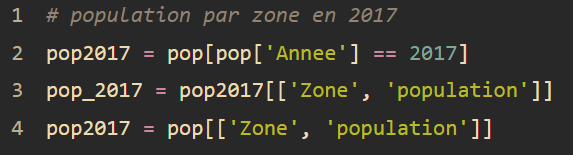 1 # population par zone en 2017
2 pop2017 = pop[pop['Annee'] == 2017]
3 pop_2017 = pop2017[['Zone', 'population']]
4 pop2017 = pop[['Zone', 'population']]